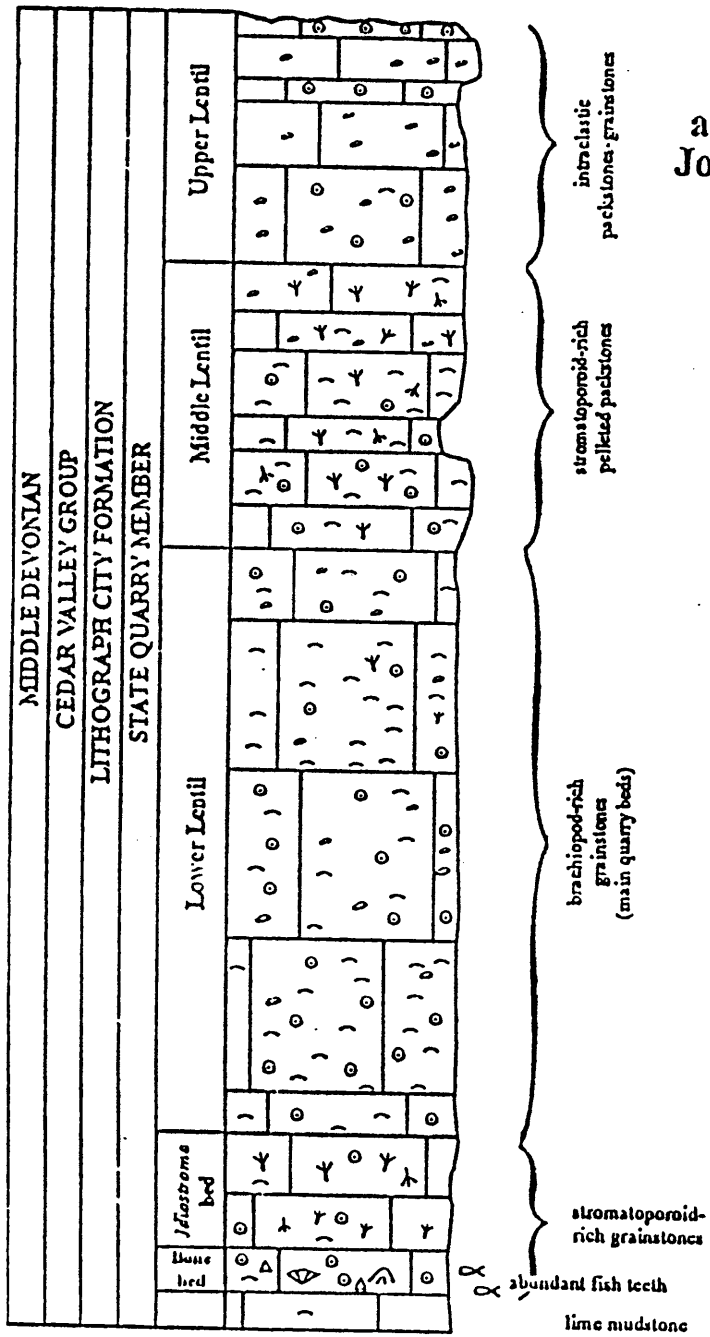 MIDDLE DEVONIAN
CEDAR VALLEY GROUP
LITHOGRAPH CITY FORMATION
STATE QUARRY MEMBER
Upper Lentil
Middle Lentil
Lower Lentil
Idiostroma
bed
Bone
bed
intraclastic
packstones-grainstones
stromatoporoid-rich
pelleted packstones
brachiopod-rich
grainstones
(main quarry beds)
stromatoporoid-
rich grainstones
abundant fish teeth
lime mudstone
a
Jo